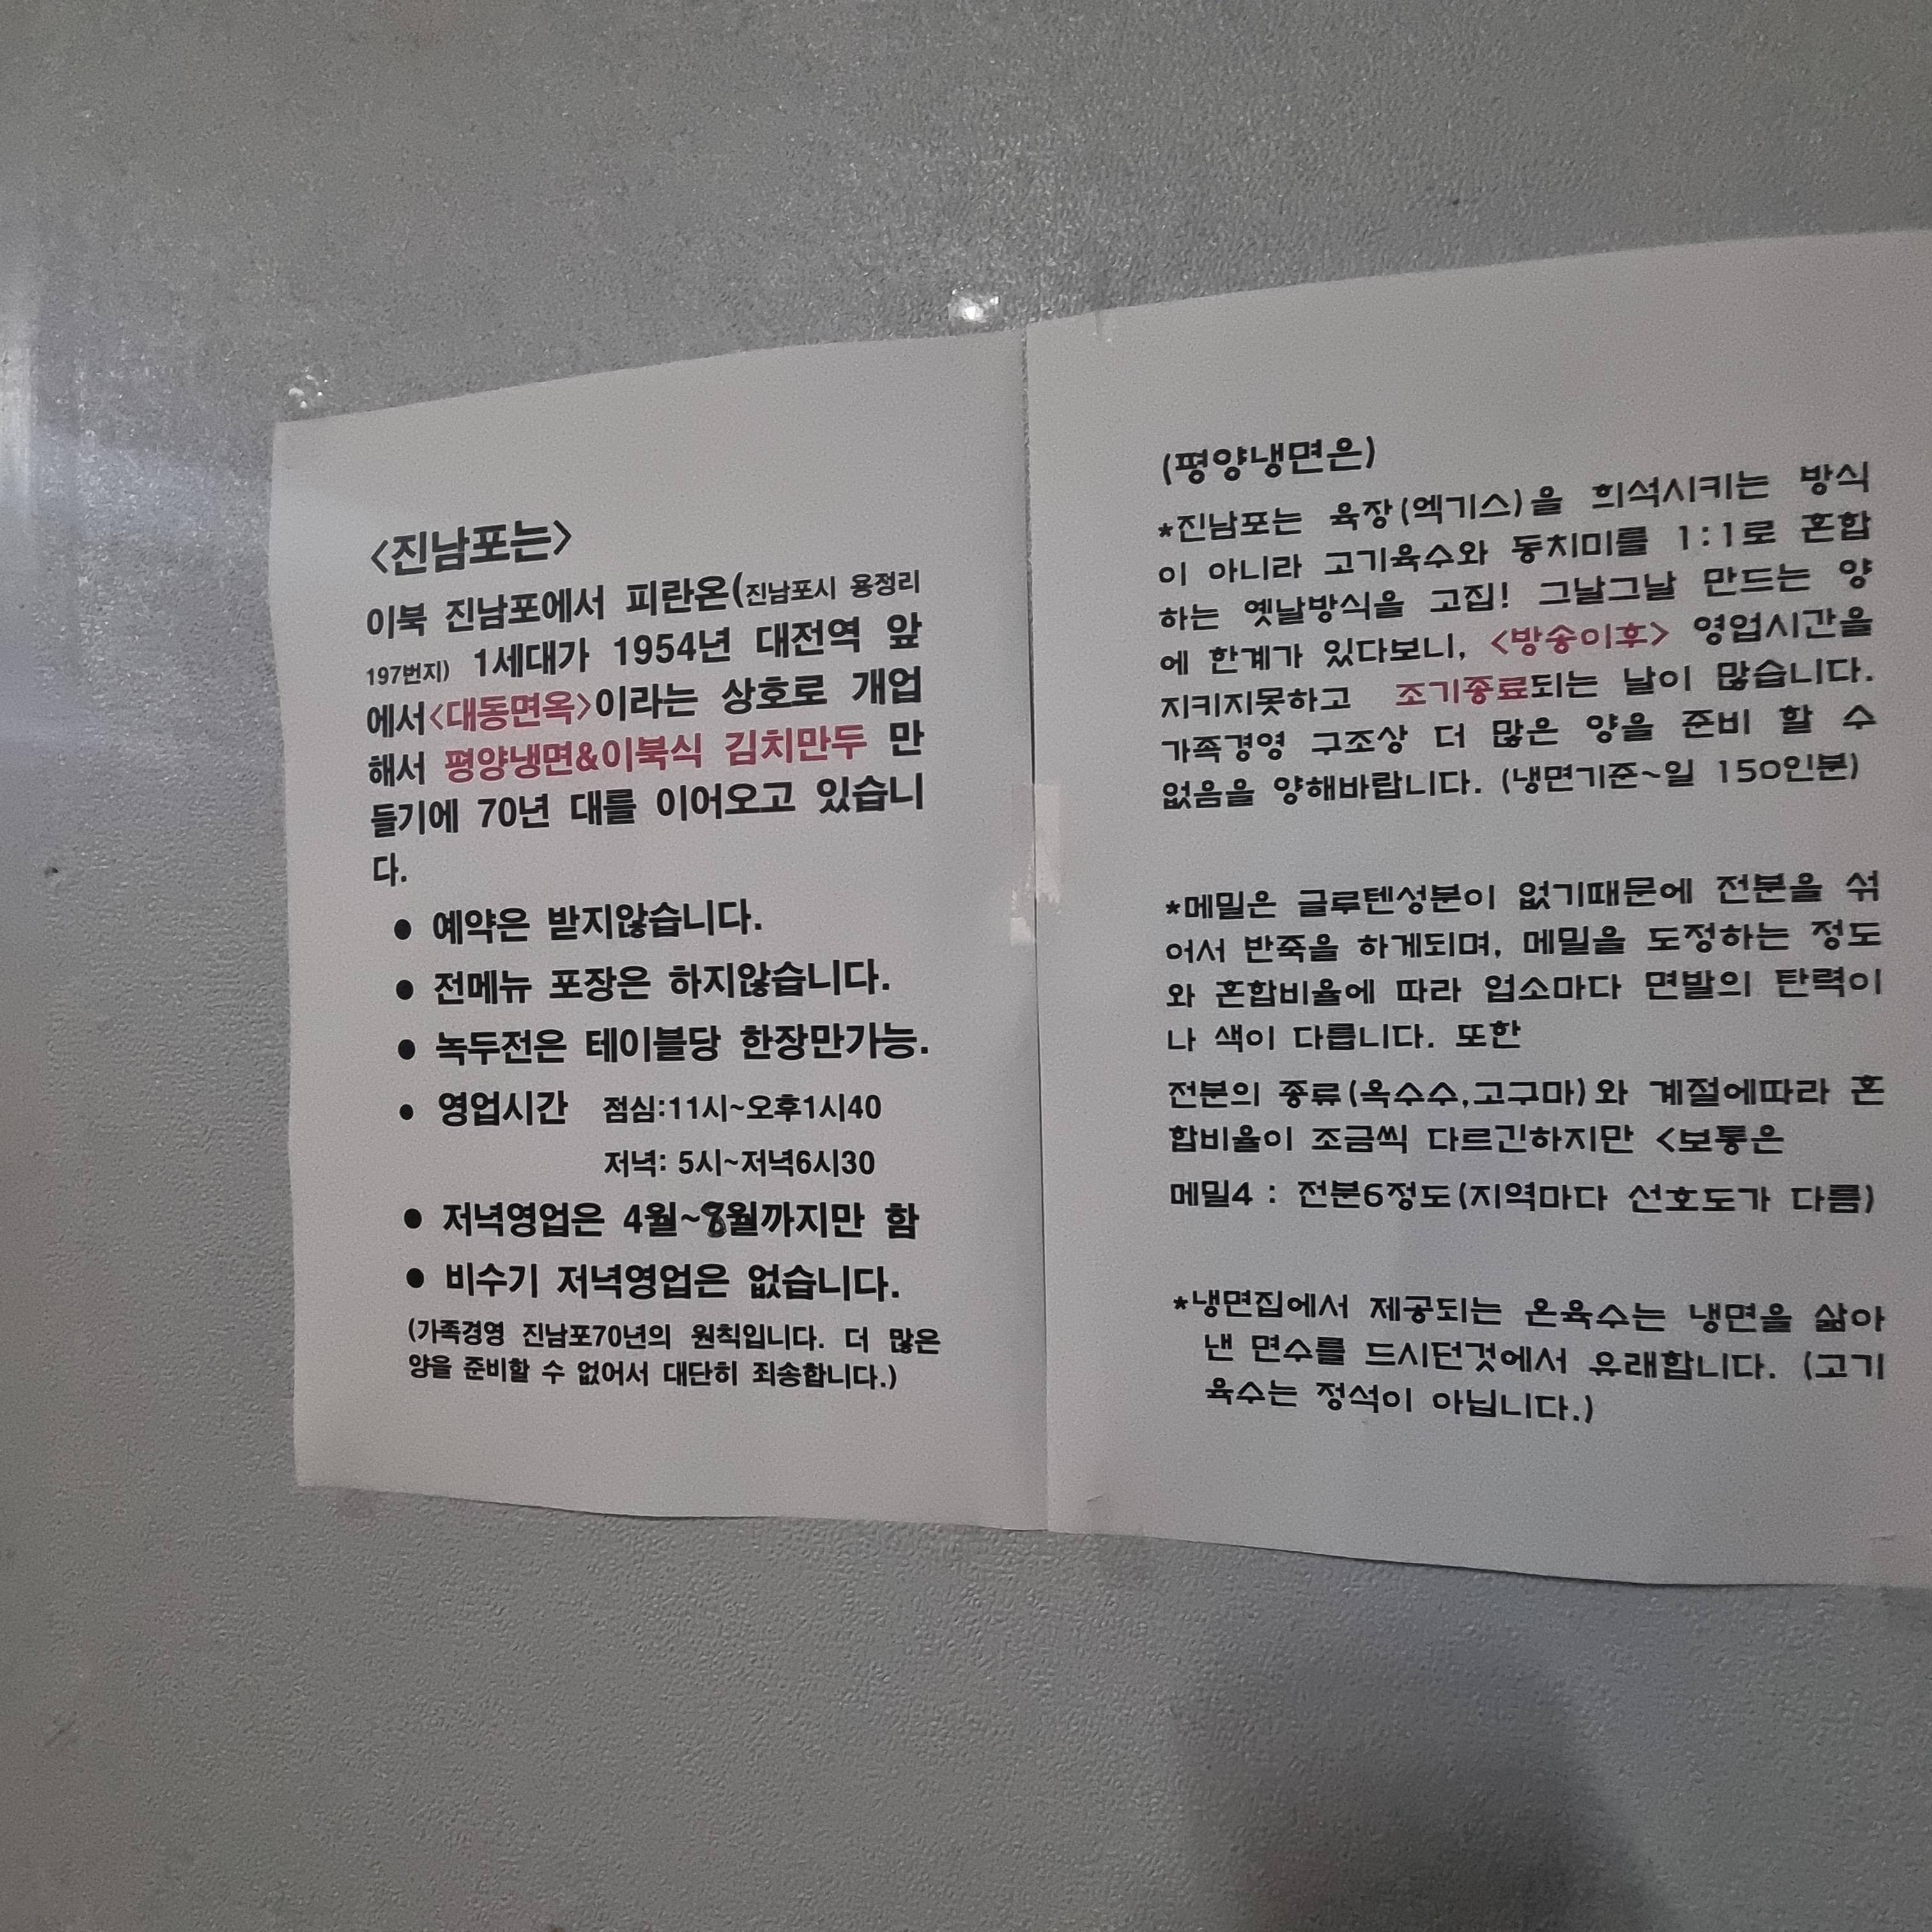 <진남포는>
이북 진남포에서 피란온(진남포시 용정리
197번지) 1세대가 1954년 대전역 앞
에서<대동면옥>이라는 상호로 개업
해서 평양냉면&이북식 김치만두 만
들기에 70년 대를 이어오고 있습니
다.
● 예약은 받지않습니다.
● 전메뉴 포장은 하지않습니다.
● 녹두전은 테이블당 한장만가능.
● 영업시간 점심:11시~오후1시40
저녁: 5시~저녁6시30
● 저녁영업은 4월~8월까지만 함
● 비수기 저녁영업은 없습니다.
(가족경영 진남포70년의 원칙입니다. 더 많은
양을 준비할 수 없어서 대단히 죄송합니다.)
(평양냉면은)
*진남포는 육장(엑기스)을 희석시키는 방식
이 아니라 고기육수와 동치미를 1:1로 혼합
하는 옛날방식을 고집! 그날그날 만드는 양
에 한계가 있다보니, <방송이후> 영업시간을
지키지못하고 조기종료되는 날이 많습니다.
가족경영 구조상 더 많은 양을 준비 할 수
없음을 양해바랍니다. (냉면기준~일 150인분)
*메밀은 글루텐성분이 없기때문에 전분을 섞
어서 반죽을 하게되며, 메밀을 도정하는 정도
와 혼합비율에 따라 업소마다 면발의 탄력이
나 색이 다릅니다. 또한
전분의 종류(옥수수,고구마)와 계절에따라 혼
합비율이 조금씩 다르긴하지만 <보통은
메밀4 : 전분6정도(지역마다 선호도가 다름)
*냉면집에서 제공되는 온육수는 냉면을 삶아
낸 면수를 드시던것에서 유래합니다. (고기
육수는 정석이 아닙니다.)